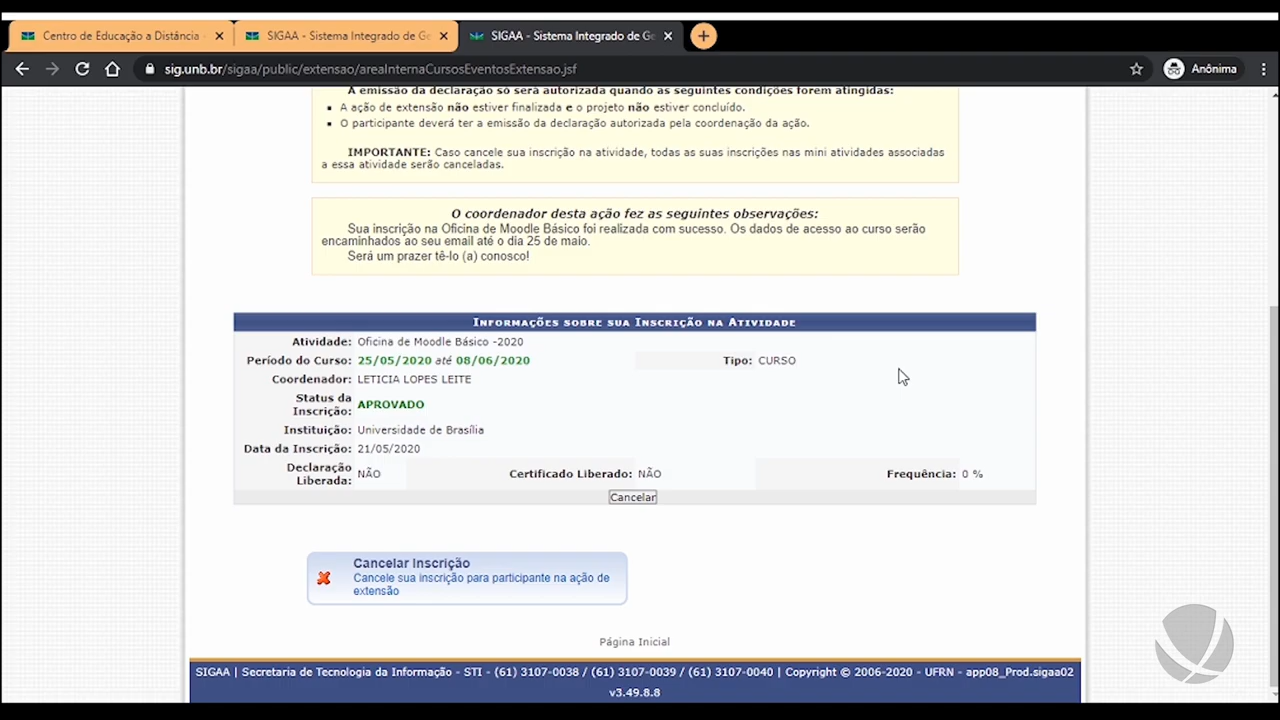 Centro de Educação a Distância
SIGAA - Sistema Integrado de Ge
SIGAA - Sistema Integrado de G
sig.unb.br/sigaa/public/extensao/areaInternaCursosEventosExtensao.jsf
Anônima
A emissão da declaração só será autorizada quando as seguintes condições forem atingidas:
A ação de extensão não estiver finalizada e o projeto não estiver concluído.
O participante deverá ter a emissão da declaração autorizada pela coordenação da ação.
IMPORTANTE: Caso cancele sua inscrição na atividade, todas as suas inscrições nas mini atividades associadas
a essa atividade serão canceladas.
O coordenador desta ação fez as seguintes observações:
Sua inscrição na Oficina de Moodle Básico foi realizada com sucesso. Os dados de acesso ao curso serão
encaminhados ao seu email até o dia 25 de maio.
Será um prazer tê-lo (a) conosco!
Informações sobre sua Inscrição na Atividade
Atividade: Oficina de Moodle Básico -2020
Período do Curso: 25/05/2020 até 08/06/2020 Tipo: CURSO
Coordenador: LETICIA LOPES LEITE
Status da
Inscrição: APROVADO
Instituição: Universidade de Brasília
Data da Inscrição: 21/05/2020
Declaração
Liberada: NÃO Certificado Liberado: NÃO Frequência: 0 %
Cancelar
Cancelar Inscrição
Cancele sua inscrição para participante na ação de
extensão
Página Inicial
SIGAA | Secretaria de Tecnologia da Informação - STI - (61) 3107-0038 / (61) 3107-0039 / (61) 3107-0040 | Copyright © 2006-2020 - UFRN - app08_Prod.sigaa02
v3.49.8.8